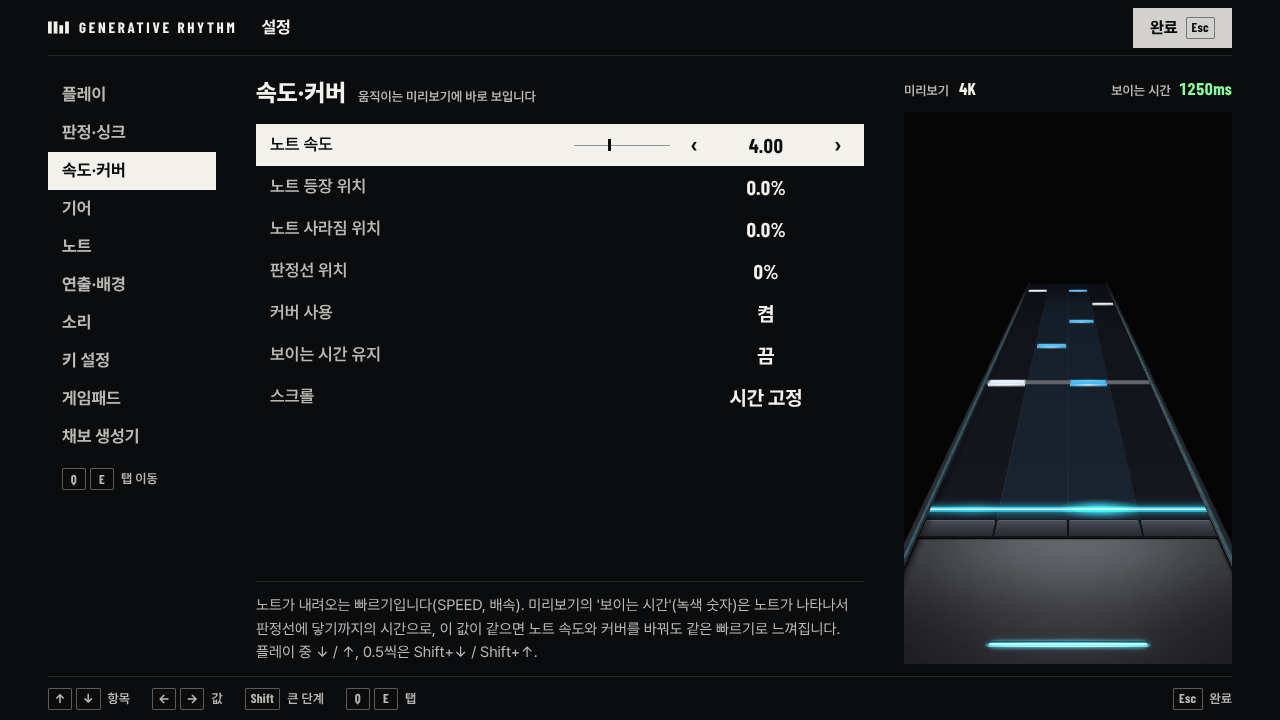 GENERATIVE RHYTHM 설정 완료 Esc
플레이
판정·싱크
속도·커버
기어
노트
연출·배경
소리
키 설정
게임패드
채보 생성기
Q E 탭 이동
속도·커버 움직이는 미리보기에 바로 보입니다
노트 속도 ‹ 4.00 ›
노트 등장 위치 0.0%
노트 사라짐 위치 0.0%
판정선 위치 0%
커버 사용 켬
보이는 시간 유지 끔
스크롤 시간 고정
노트가 내려오는 빠르기입니다(SPEED, 배속). 미리보기의 '보이는 시간'(녹색 숫자)은 노트가 나타나서
판정선에 닿기까지의 시간으로, 이 값이 같으면 노트 속도와 커버를 바꿔도 같은 빠르기로 느껴집니다.
플레이 중 ↓ / ↑, 0.5씩은 Shift+↓ / Shift+↑.
미리보기 4K 보이는 시간 1250ms
↑ ↓ 항목 ← → 값 Shift 큰 단계 Q E 탭 Esc 완료